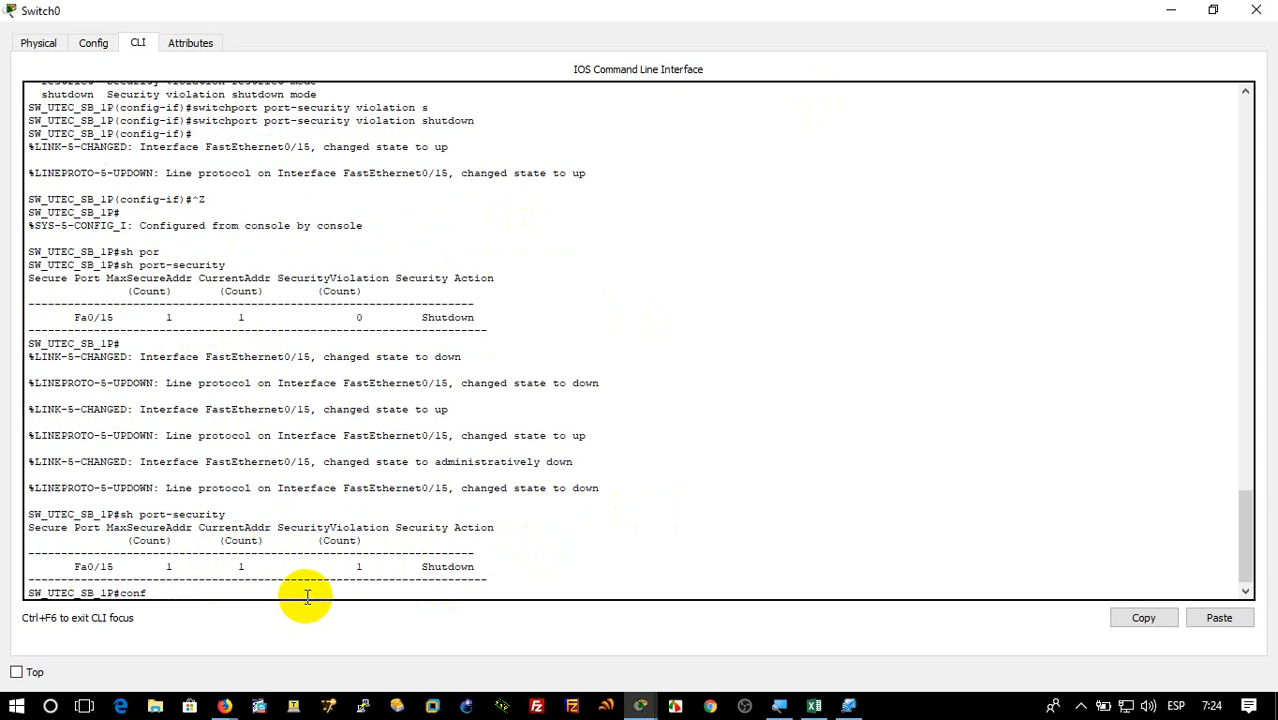 Switch0
Physical
Config
CLI
Attributes
IOS Command Line Interface
shutdown  Security violation shutdown mode
SW_UTEC_SB_1P(config-if)#switchport port-security violation s
SW_UTEC_SB_1P(config-if)#switchport port-security violation shutdown
SW_UTEC_SB_1P(config-if)#
%LINK-5-CHANGED: Interface FastEthernet0/15, changed state to up
%LINEPROTO-5-UPDOWN: Line protocol on Interface FastEthernet0/15, changed state to up
SW_UTEC_SB_1P(config-if)#^Z
SW_UTEC_SB_1P#
%SYS-5-CONFIG_I: Configured from console by console
SW_UTEC_SB_1P#sh por
SW_UTEC_SB_1P#sh port-security
Secure Port MaxSecureAddr CurrentAddr SecurityViolation Security Action
(Count) (Count) (Count)
--------------------------------------------------------------------
Fa0/15 1 1 0 Shutdown
----------------------------------------------------------------------
SW_UTEC_SB_1P#
%LINK-5-CHANGED: Interface FastEthernet0/15, changed state to down
%LINEPROTO-5-UPDOWN: Line protocol on Interface FastEthernet0/15, changed state to down
%LINK-5-CHANGED: Interface FastEthernet0/15, changed state to up
%LINEPROTO-5-UPDOWN: Line protocol on Interface FastEthernet0/15, changed state to up
%LINK-5-CHANGED: Interface FastEthernet0/15, changed state to administratively down
%LINEPROTO-5-UPDOWN: Line protocol on Interface FastEthernet0/15, changed state to down
SW_UTEC_SB_1P#sh port-security
Secure Port MaxSecureAddr CurrentAddr SecurityViolation Security Action
(Count) (Count) (Count)
--------------------------------------------------------------------
Fa0/15 1 1 1 Shutdown
----------------------------------------------------------------------
SW_UTEC_SB_1P#conf
Ctrl+F6 to exit CLI focus
Copy
Paste
Top
ESP
7:24